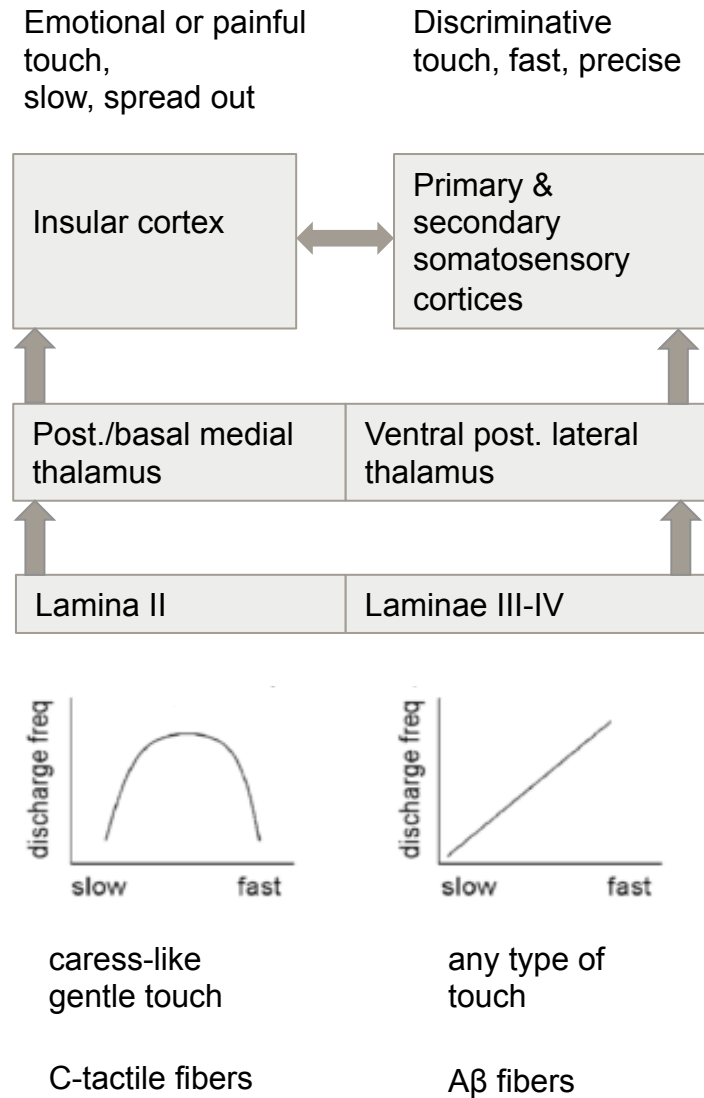 Emotional or painful
touch,
slow, spread out
Discriminative
touch, fast, precise
Insular cortex
Primary &
secondary
somatosensory
cortices
Post./basal medial
thalamus
Ventral post. lateral
thalamus
Lamina II
Laminae III-IV
discharge freq
slow fast
discharge freq
slow fast
caress-like
gentle touch
any type of
touch
C-tactile fibers
Aβ fibers